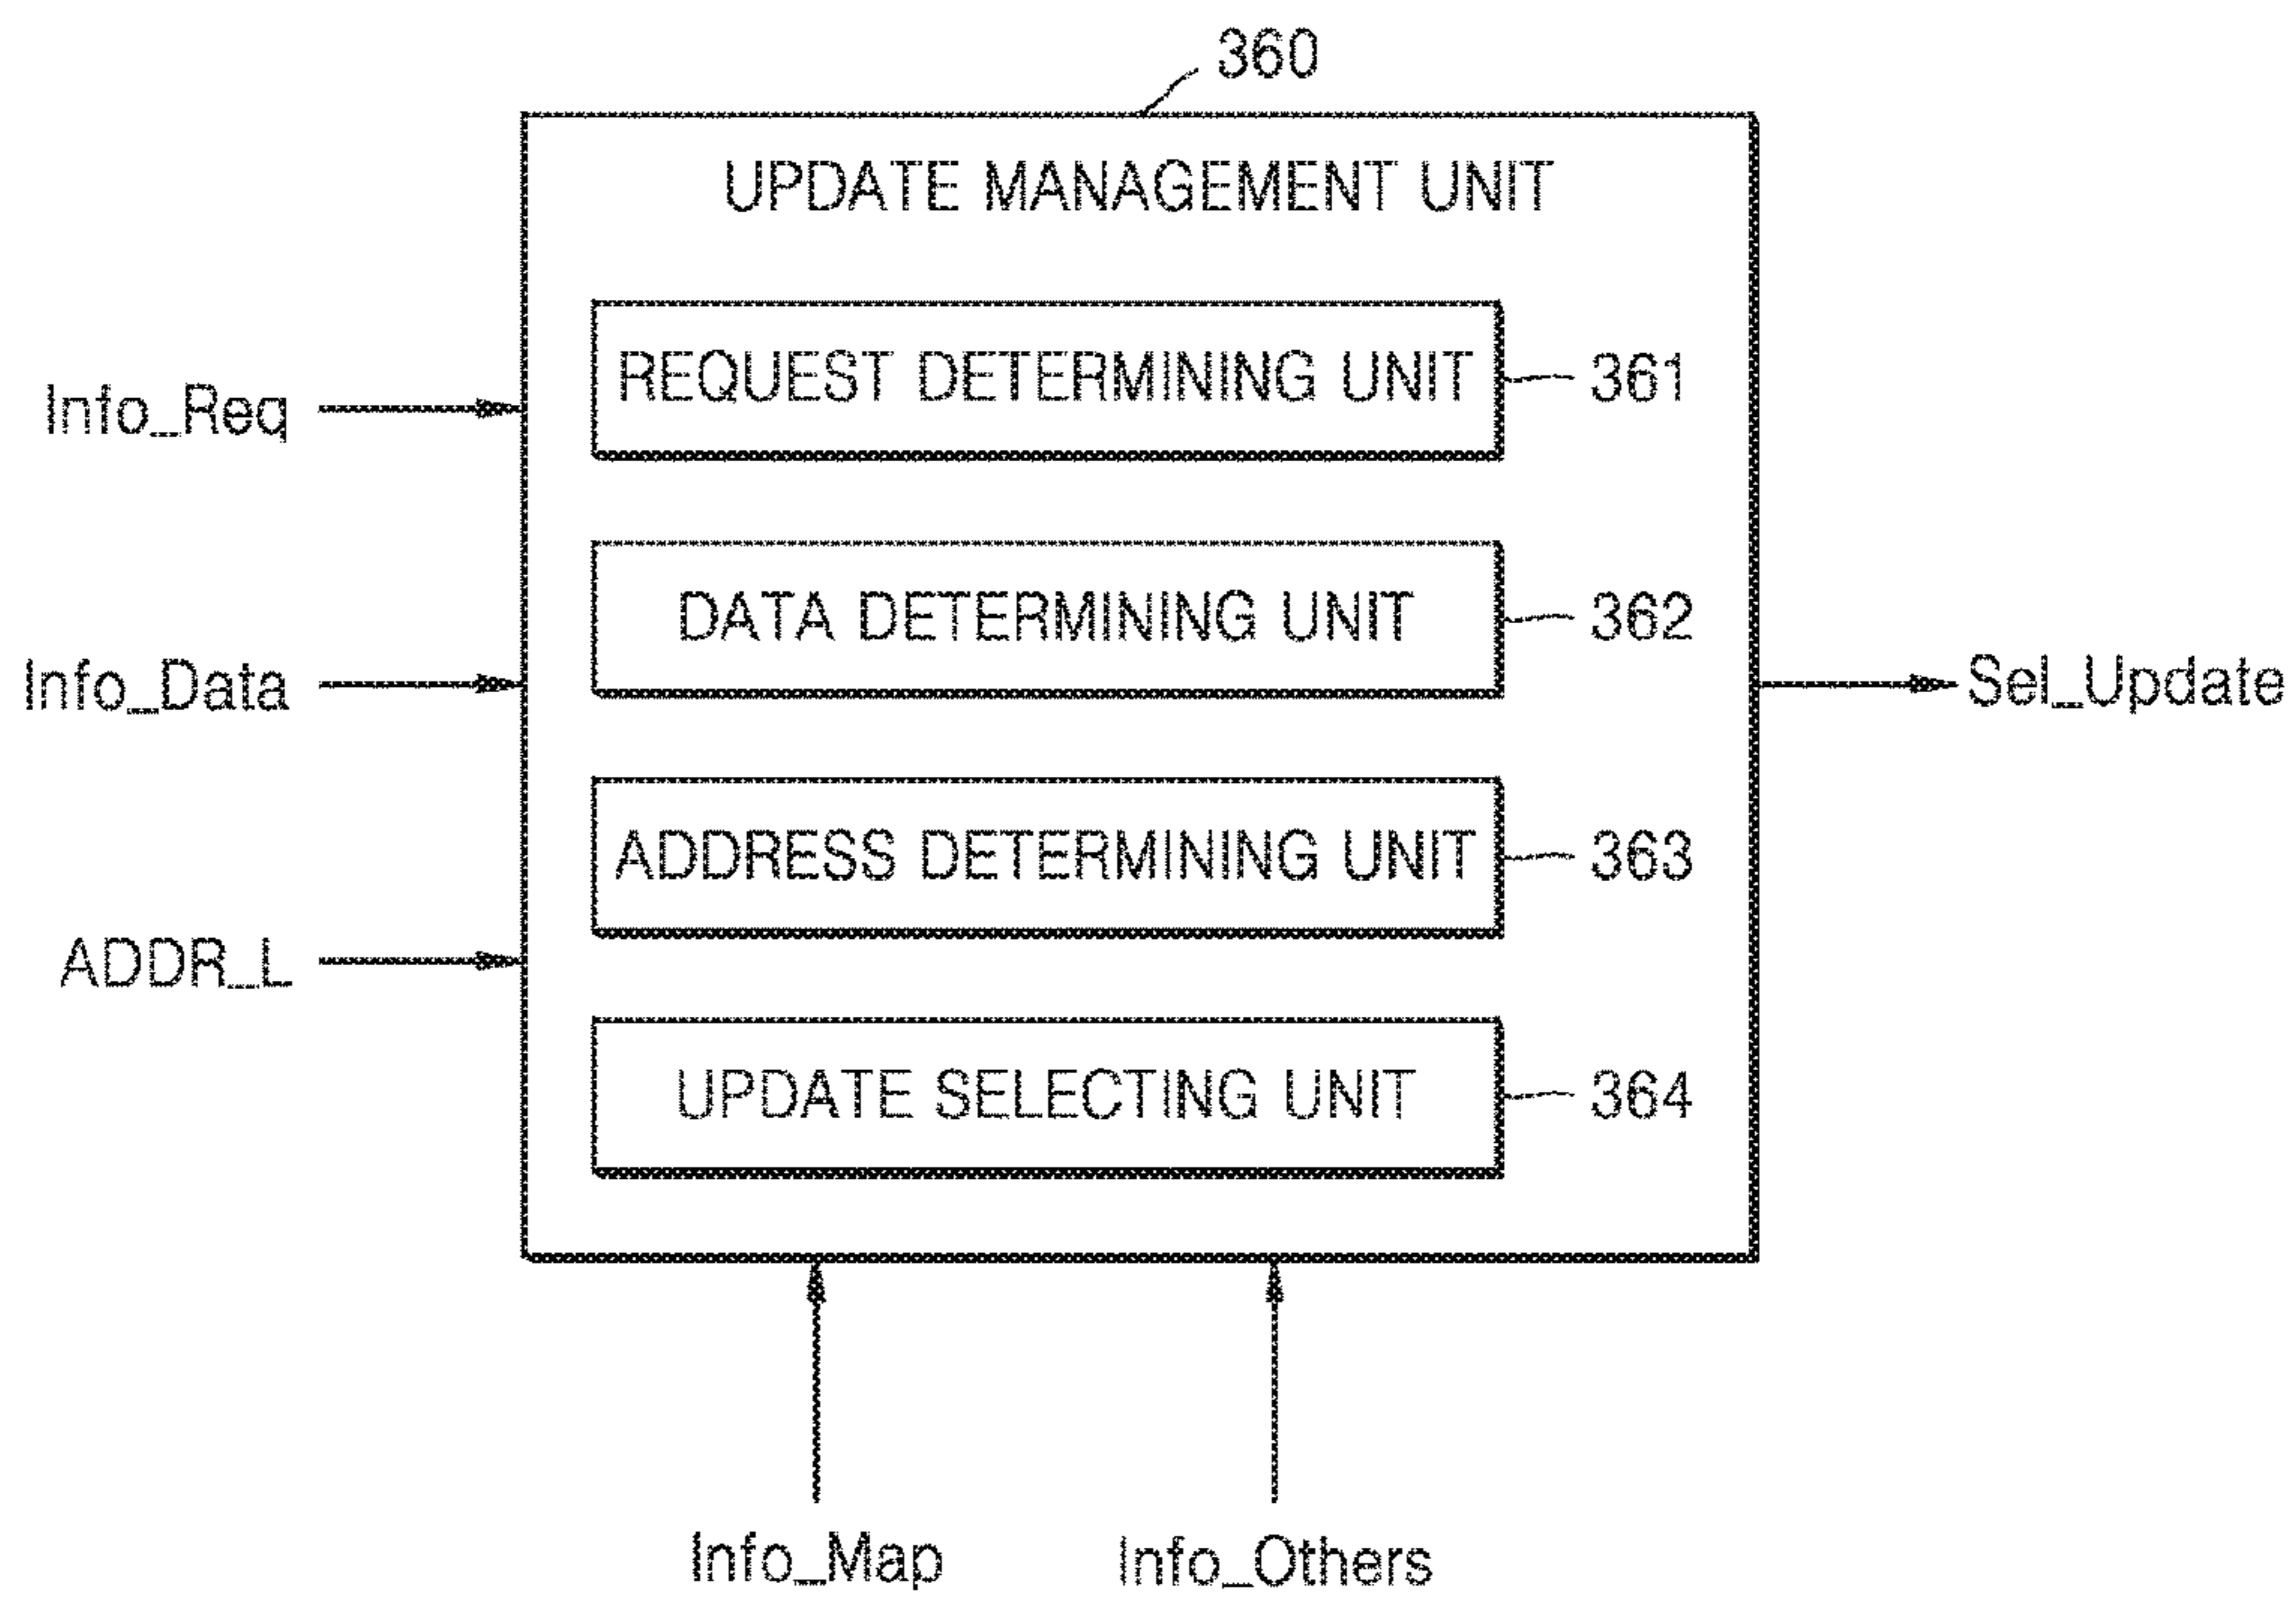 360
UPDATE MANAGEMENT UNIT
REQUEST DETERMINING UNIT 361
Info_Req
DATA DETERMINING UNIT 362
Info_Data
Sel_Update
ADDRESS DETERMINING UNIT 363
ADDR_L
UPDATE SELECTING UNIT 364
Info_Map Info_Others